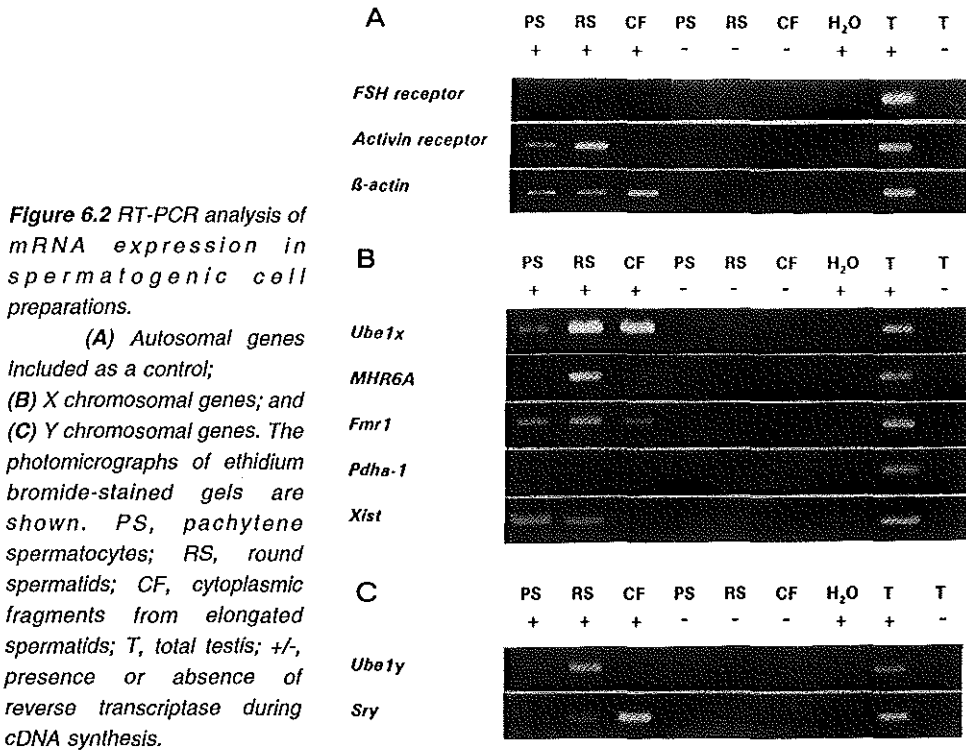 Figure 6.2 RT-PCR analysis of
mRNA expression in
spermatogenic cell
preparations.
(A) Autosomal genes
included as a control;
(B) X chromosomal genes; and
(C) Y chromosomal genes. The
photomicrographs of ethidium
bromide-stained gels are
shown. PS, pachytene
spermatocytes; RS, round
spermatids; CF, cytoplasmic
fragments from elongated
spermatids; T, total testis; +/-,
presence or absence of
reverse transcriptase during
cDNA synthesis.
A
PS RS CF PS RS CF H₂O T T
+ + + - - - + + -
FSH receptor
Activin receptor
ß-actin
B
PS RS CF PS RS CF H₂O T T
+ + + - - - + + -
Ube1x
MHR6A
Fmr1
Pdha-1
Xist
C
PS RS CF PS RS CF H₂O T T
+ + + - - - + + -
Ube1y
Sry